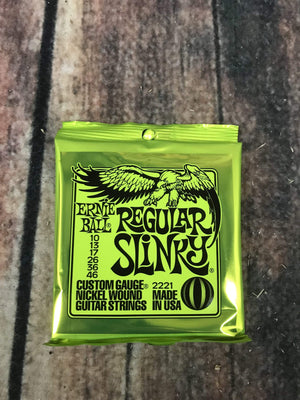 ERNIE
BALL®
REGULAR
SLINKY®
10
13
17
26
36
46
CUSTOM GAUGE® 2221
NICKEL WOUND MADE
GUITAR STRINGS IN USA